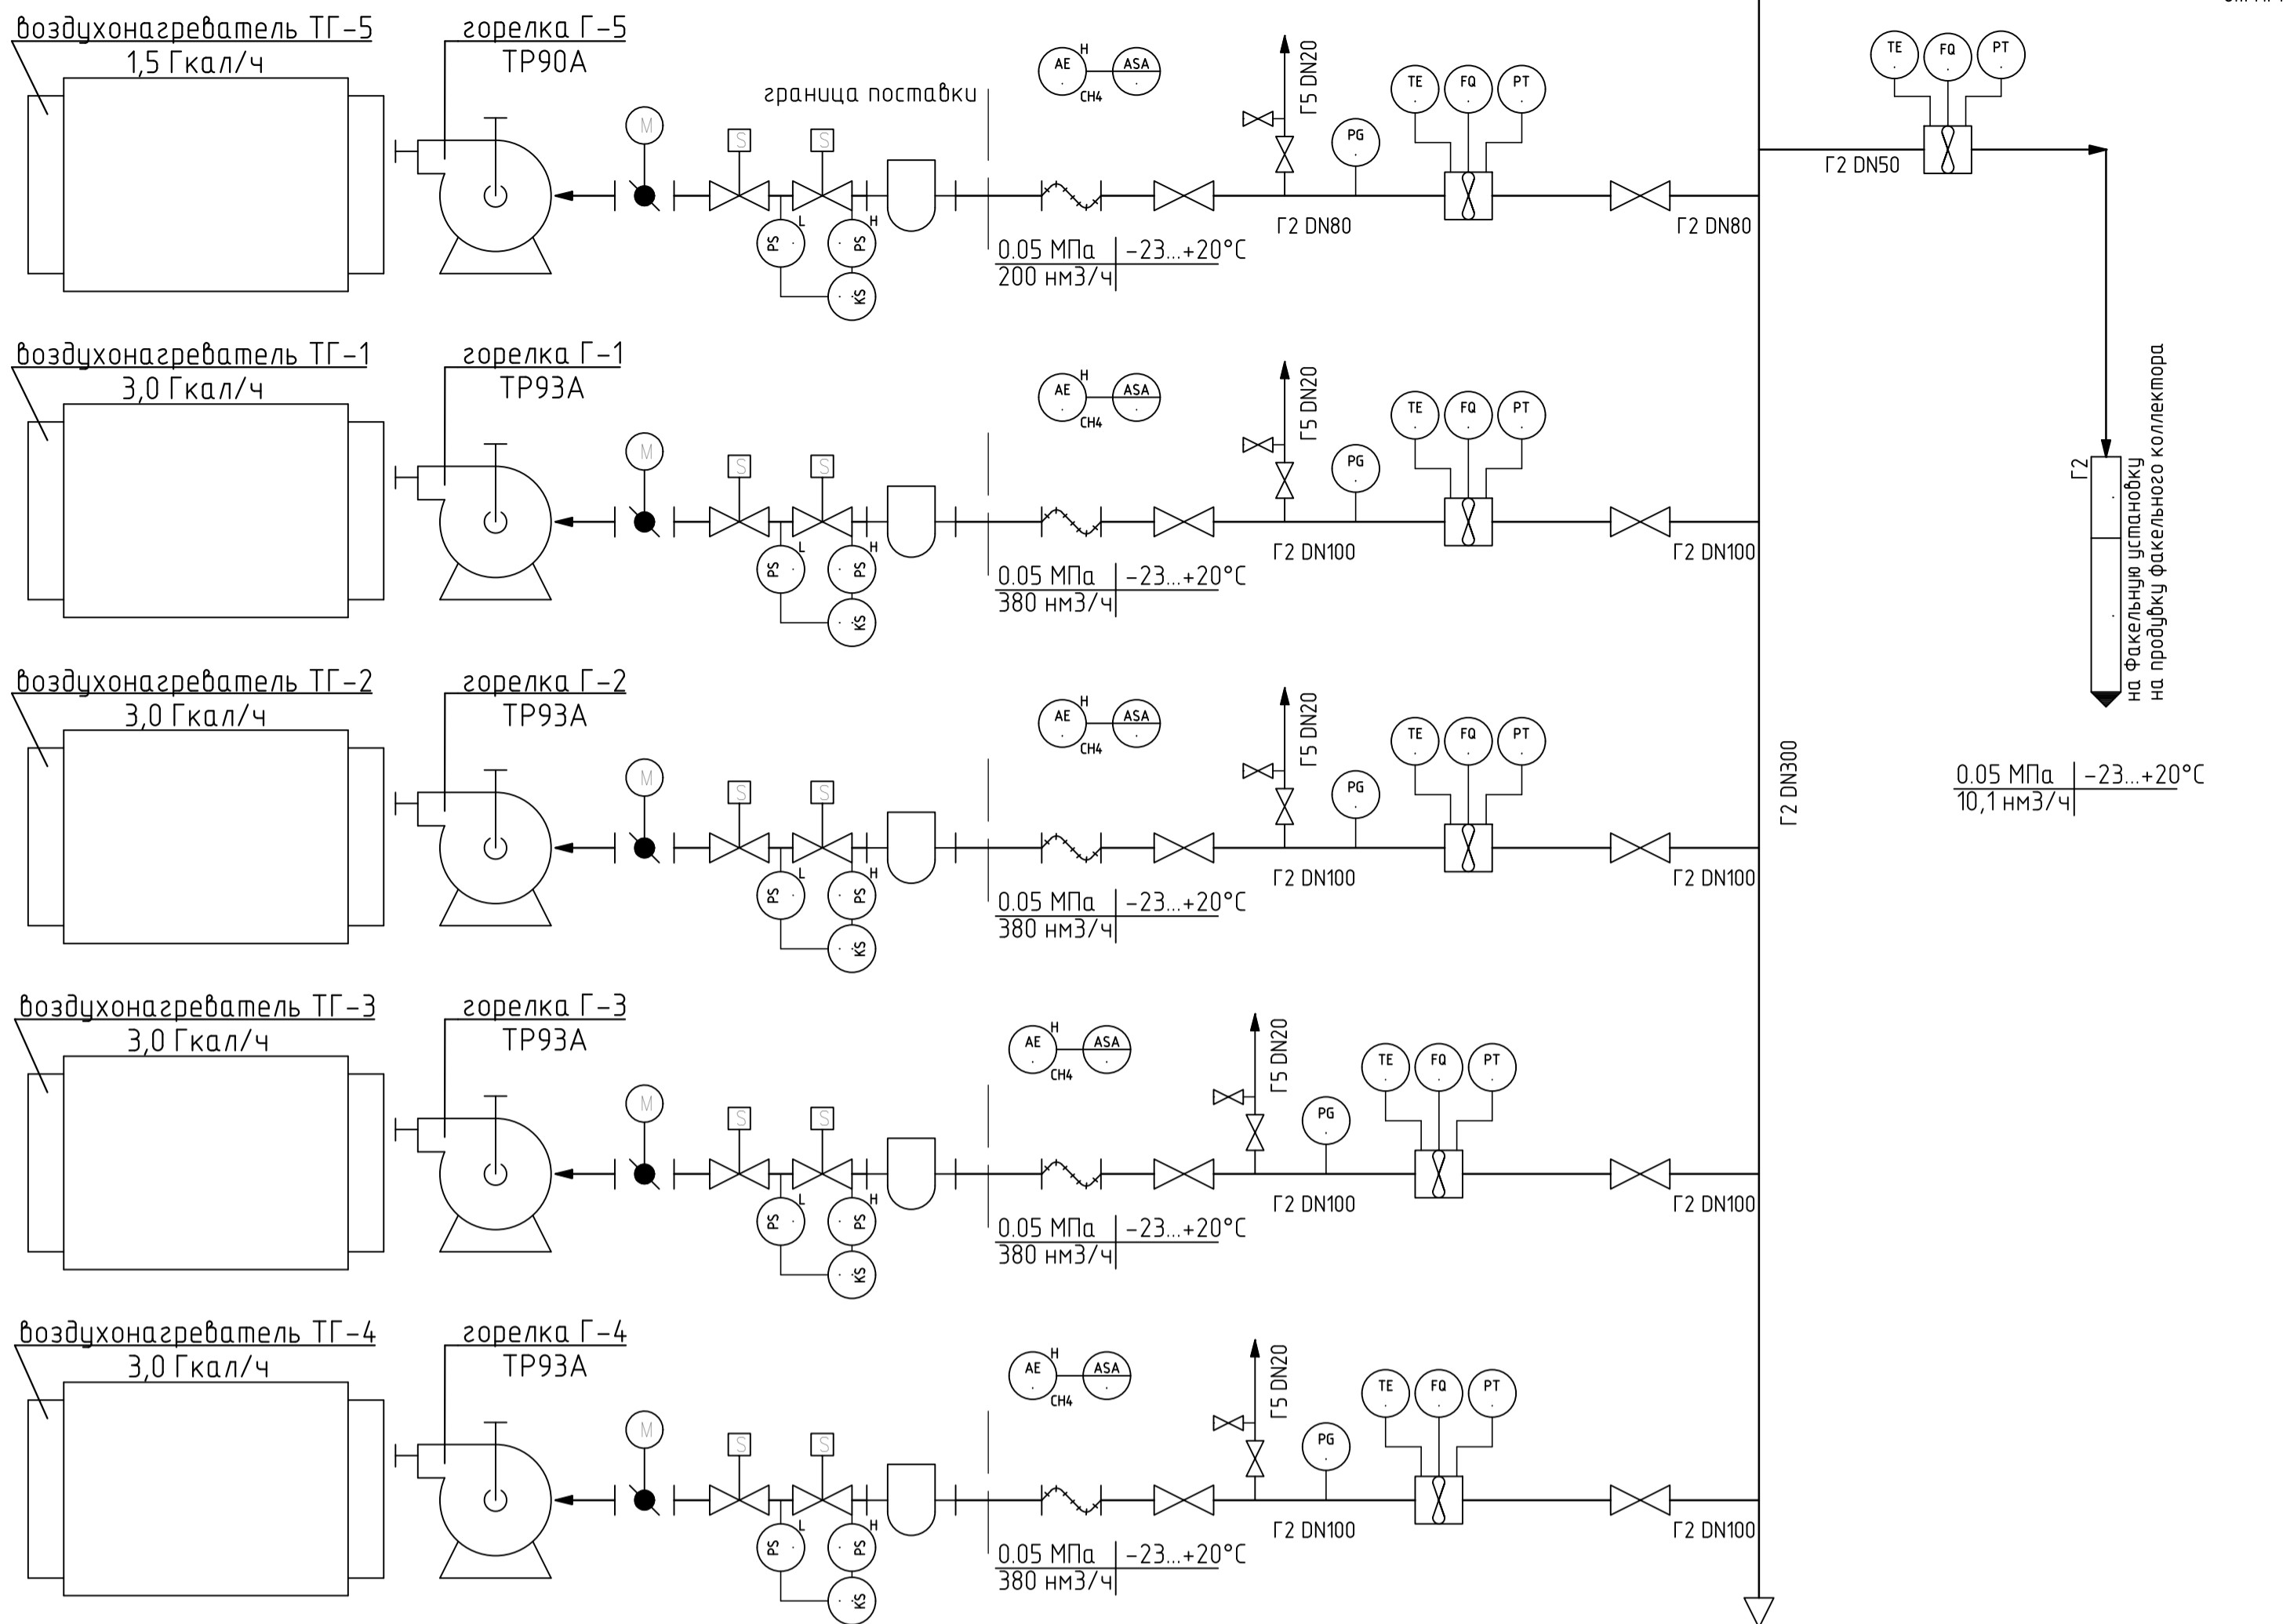 воздухонагреватель ТГ-5
1,5 Гкал/ч
горелка Г-5
ТР90А
M
S
S
граница поставки
AE
H
CH4
ASA
Г5 DN20
PG
TE
FQ
PT
PS
L
PS
H
KS
0.05 МПа
-23...+20°С
200 нм3/ч
Г2 DN80
Г2 DN80
TE
FQ
PT
Г2 DN50
воздухонагреватель ТГ-1
3,0 Гкал/ч
горелка Г-1
ТР93А
M
S
S
AE
H
CH4
ASA
Г5 DN20
PG
TE
FQ
PT
PS
L
PS
H
KS
0.05 МПа
-23...+20°С
380 нм3/ч
Г2 DN100
Г2 DN100
Г2
на Факельную установку
на продувку факельного коллектора
воздухонагреватель ТГ-2
3,0 Гкал/ч
горелка Г-2
ТР93А
M
S
S
AE
H
CH4
ASA
Г5 DN20
PG
TE
FQ
PT
PS
L
PS
H
KS
0.05 МПа
-23...+20°С
380 нм3/ч
Г2 DN100
Г2 DN100
Г2 DN300
0.05 МПа
-23...+20°С
10,1 нм3/ч
воздухонагреватель ТГ-3
3,0 Гкал/ч
горелка Г-3
ТР93А
M
S
S
AE
H
CH4
ASA
Г5 DN20
PG
TE
FQ
PT
PS
L
PS
H
KS
0.05 МПа
-23...+20°С
380 нм3/ч
Г2 DN100
Г2 DN100
воздухонагреватель ТГ-4
3,0 Гкал/ч
горелка Г-4
ТР93А
M
S
S
AE
H
CH4
ASA
Г5 DN20
PG
TE
FQ
PT
PS
L
PS
H
KS
0.05 МПа
-23...+20°С
380 нм3/ч
Г2 DN100
Г2 DN100